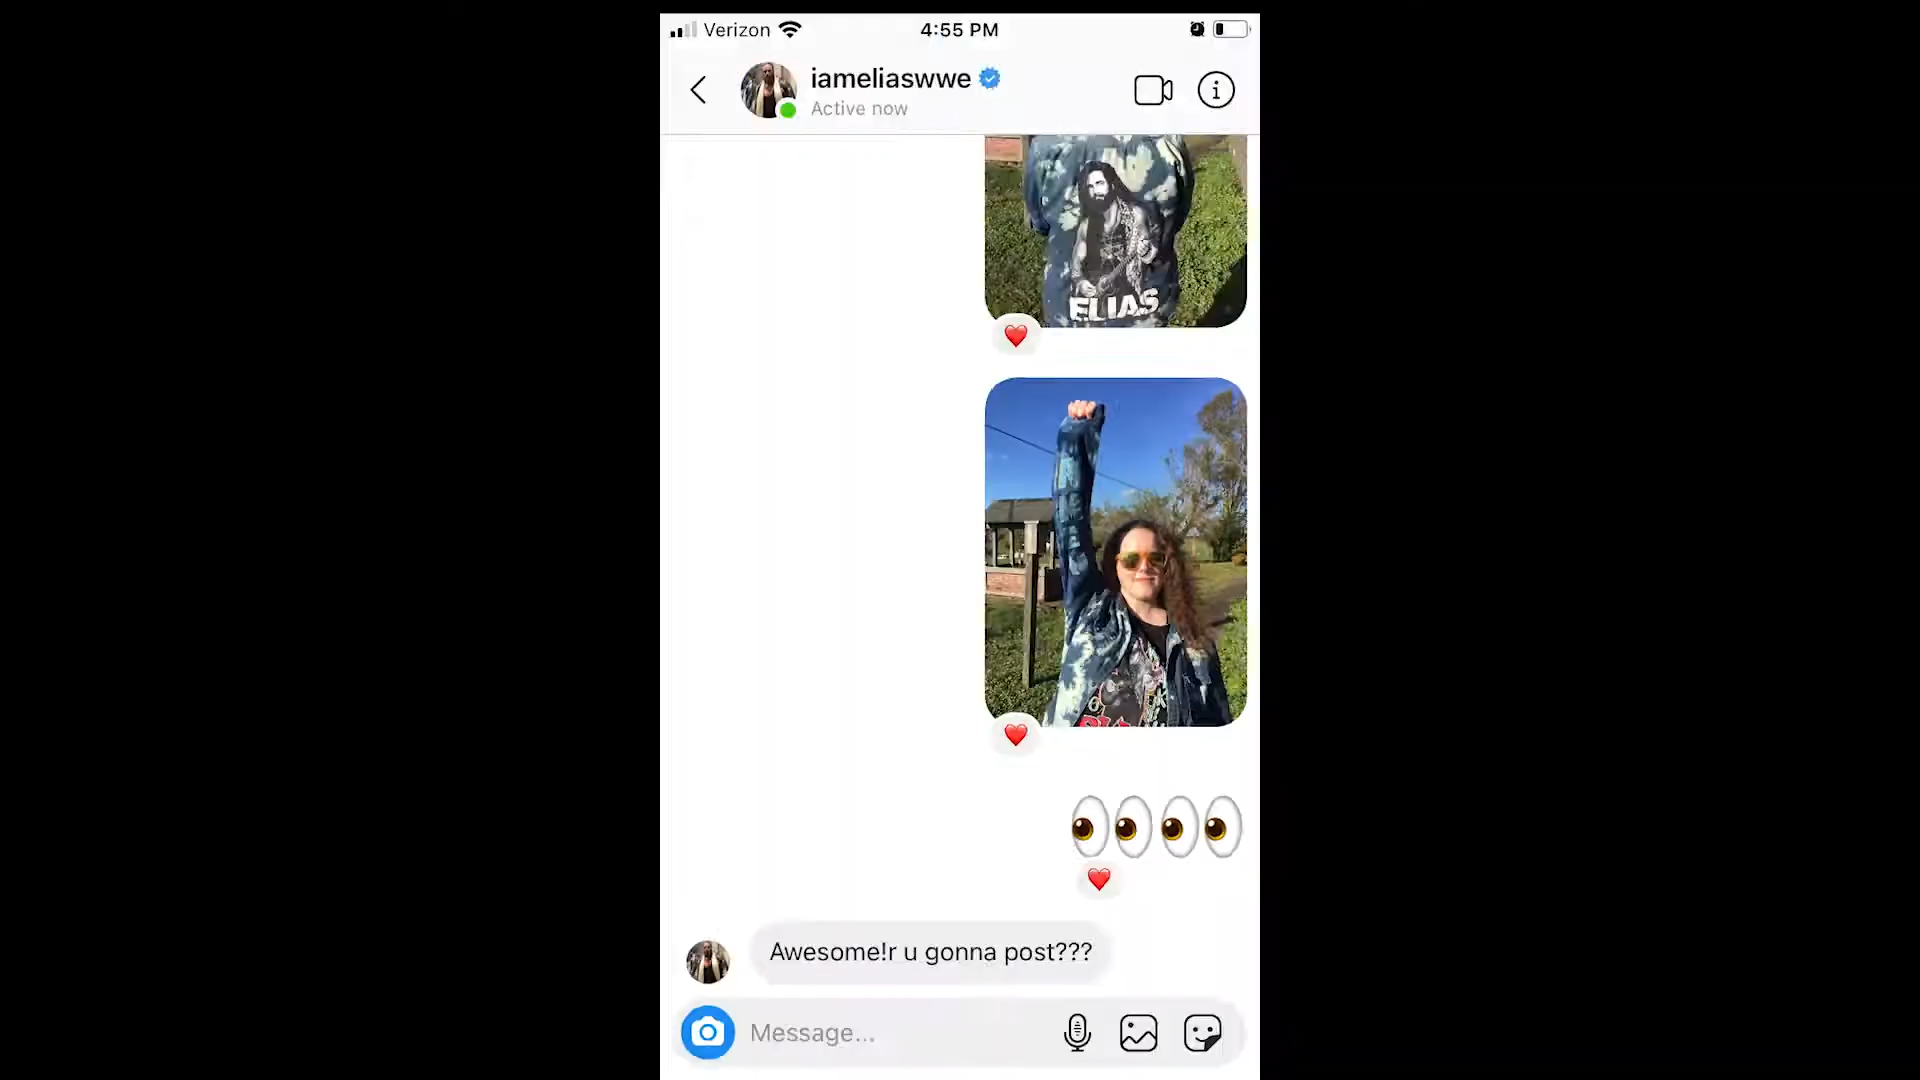 Verizon 4:55 PM
iameliaswwe
Active now
ELIAS
Awesome!r u gonna post???
Message...